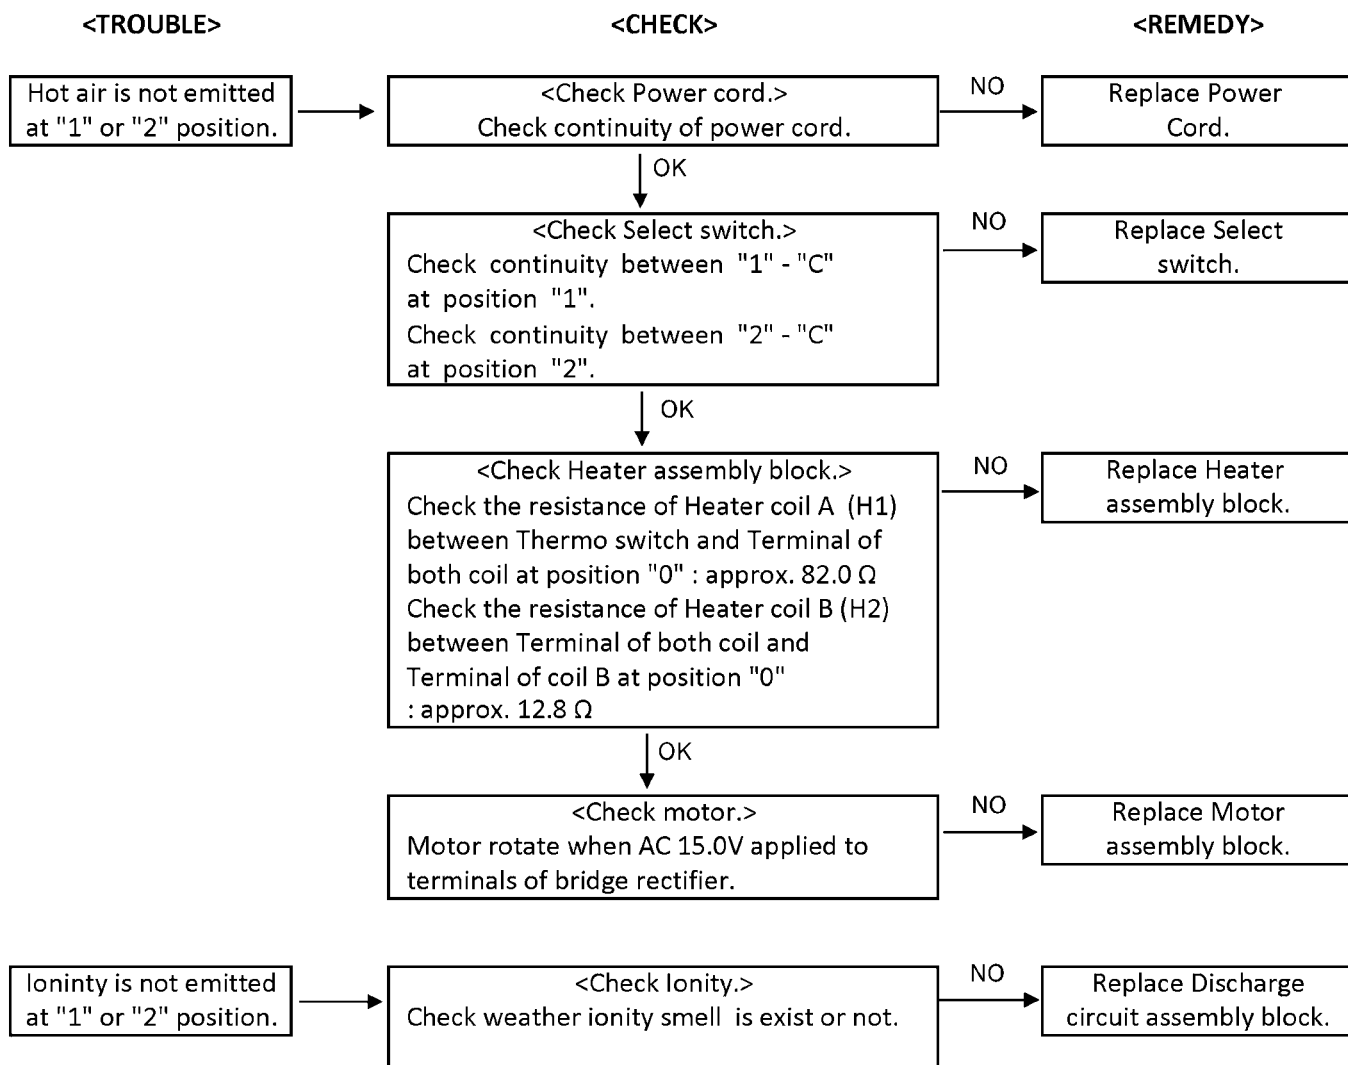 <TROUBLE>
<CHECK>
<REMEDY>
Hot air is not emitted
at "1" or "2" position.
<Check Power cord.>
Check continuity of power cord.
NO
Replace Power
Cord.
OK
<Check Select switch.>
Check continuity between "1" - "C"
at position "1".
Check continuity between "2" - "C"
at position "2".
NO
Replace Select
switch.
OK
<Check Heater assembly block.>
Check the resistance of Heater coil A (H1)
between Thermo switch and Terminal of
both coil at position "0" : approx. 82.0 Ω
Check the resistance of Heater coil B (H2)
between Terminal of both coil and
Terminal of coil B at position "0"
: approx. 12.8 Ω
NO
Replace Heater
assembly block.
OK
<Check motor.>
Motor rotate when AC 15.0V applied to
terminals of bridge rectifier.
NO
Replace Motor
assembly block.
Ioninty is not emitted
at "1" or "2" position.
<Check Ionity.>
Check weather ionity smell is exist or not.
NO
Replace Discharge
circuit assembly block.